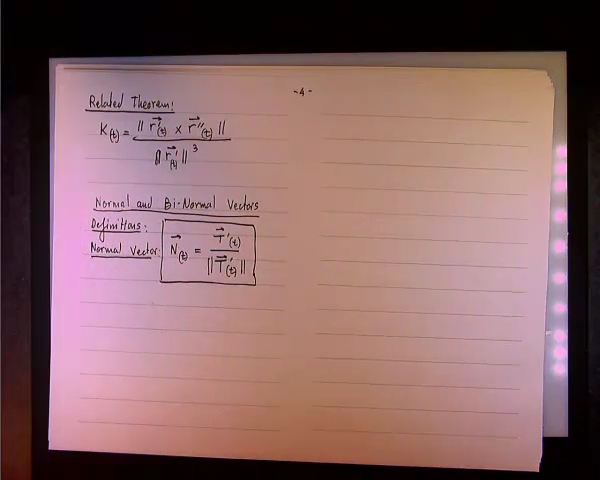 -4-
Related Theorem:
K(t) = || r⃗'(t) × r⃗''(t) ||
|| r⃗'(t) ||³
Normal and Bi-Normal Vectors
Definitions:
Normal Vector: N⃗(t) = T⃗'(t)
|| T⃗'(t) ||